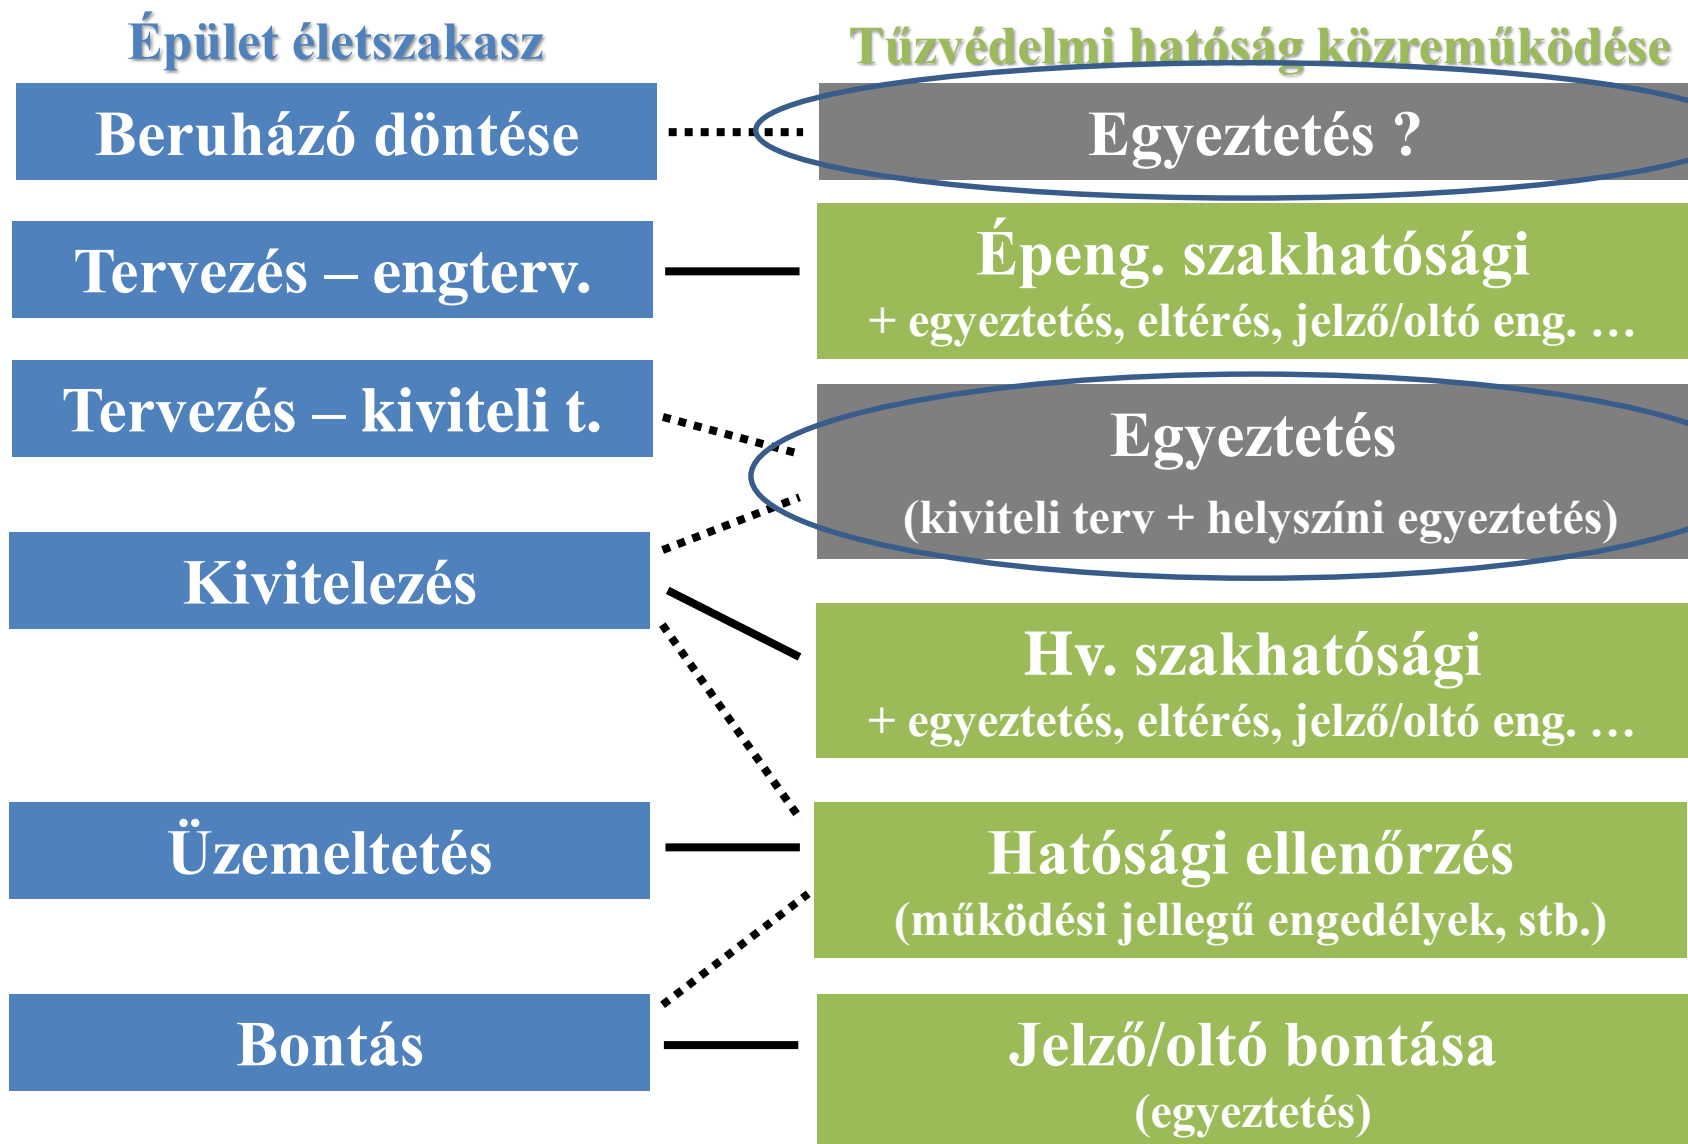 Épület életszakasz
Tűzvédelmi hatóság közreműködése
Beruházó döntése
Egyeztetés ?
Tervezés – engterv.
Épeng. szakhatósági
+ egyeztetés, eltérés, jelző/oltó eng. …
Tervezés – kiviteli t.
Egyeztetés
(kiviteli terv + helyszíni egyeztetés)
Kivitelezés
Hv. szakhatósági
+ egyeztetés, eltérés, jelző/oltó eng. …
Üzemeltetés
Hatósági ellenőrzés
(működési jellegű engedélyek, stb.)
Bontás
Jelző/oltó bontása
(egyeztetés)